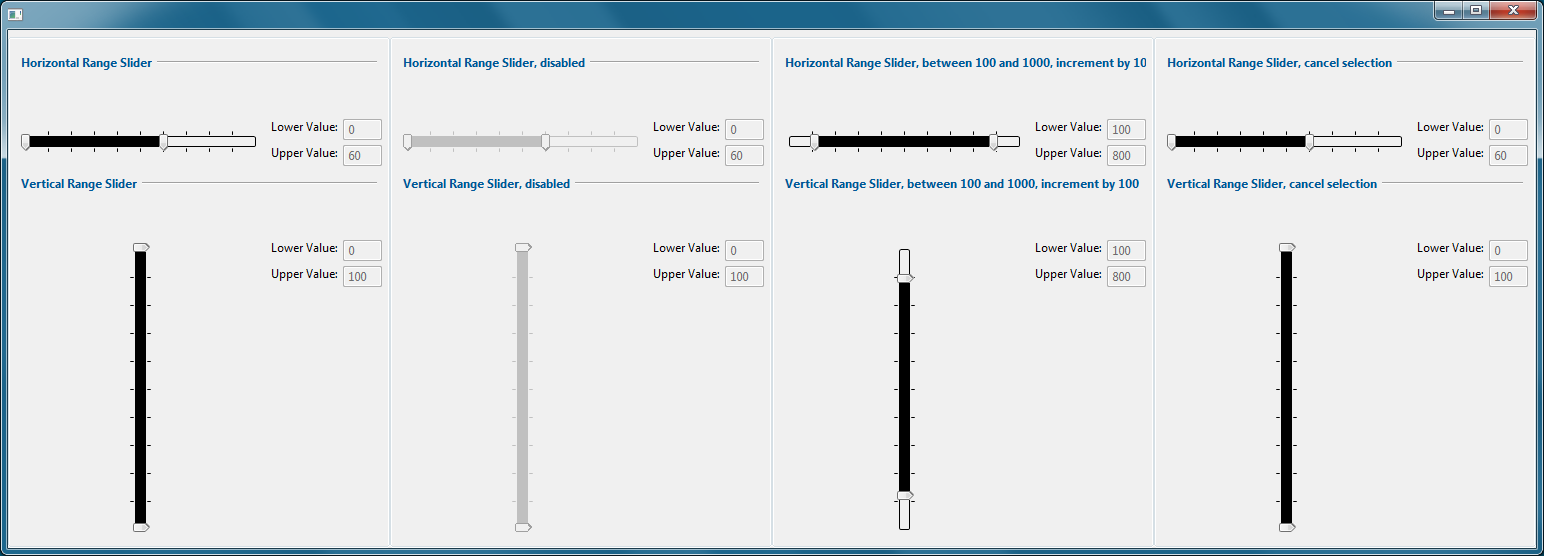 Horizontal Range Slider
Lower Value: 0
Upper Value: 60
Vertical Range Slider
Lower Value: 0
Upper Value: 100
Horizontal Range Slider, disabled
Lower Value: 0
Upper Value: 60
Vertical Range Slider, disabled
Lower Value: 0
Upper Value: 100
Horizontal Range Slider, between 100 and 1000, increment by 10
Lower Value: 100
Upper Value: 800
Vertical Range Slider, between 100 and 1000, increment by 100
Lower Value: 100
Upper Value: 800
Horizontal Range Slider, cancel selection
Lower Value: 0
Upper Value: 60
Vertical Range Slider, cancel selection
Lower Value: 0
Upper Value: 100